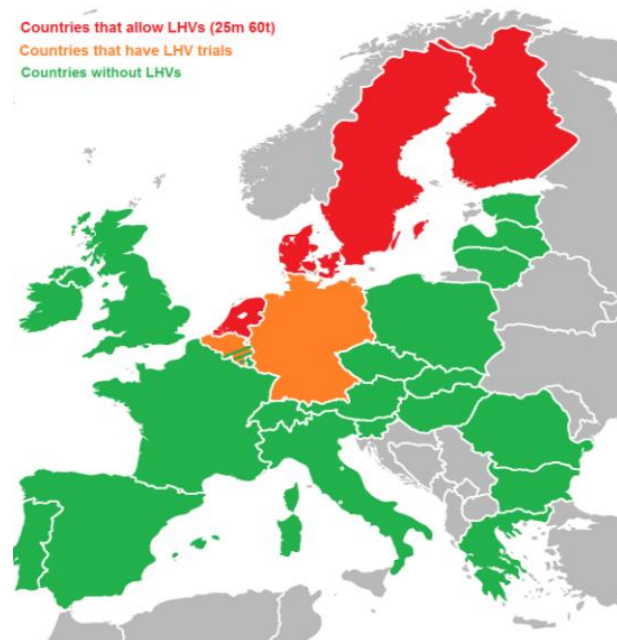 Countries that allow LHVs (25m 60t)
Countries that have LHV trials
Countries without LHVs